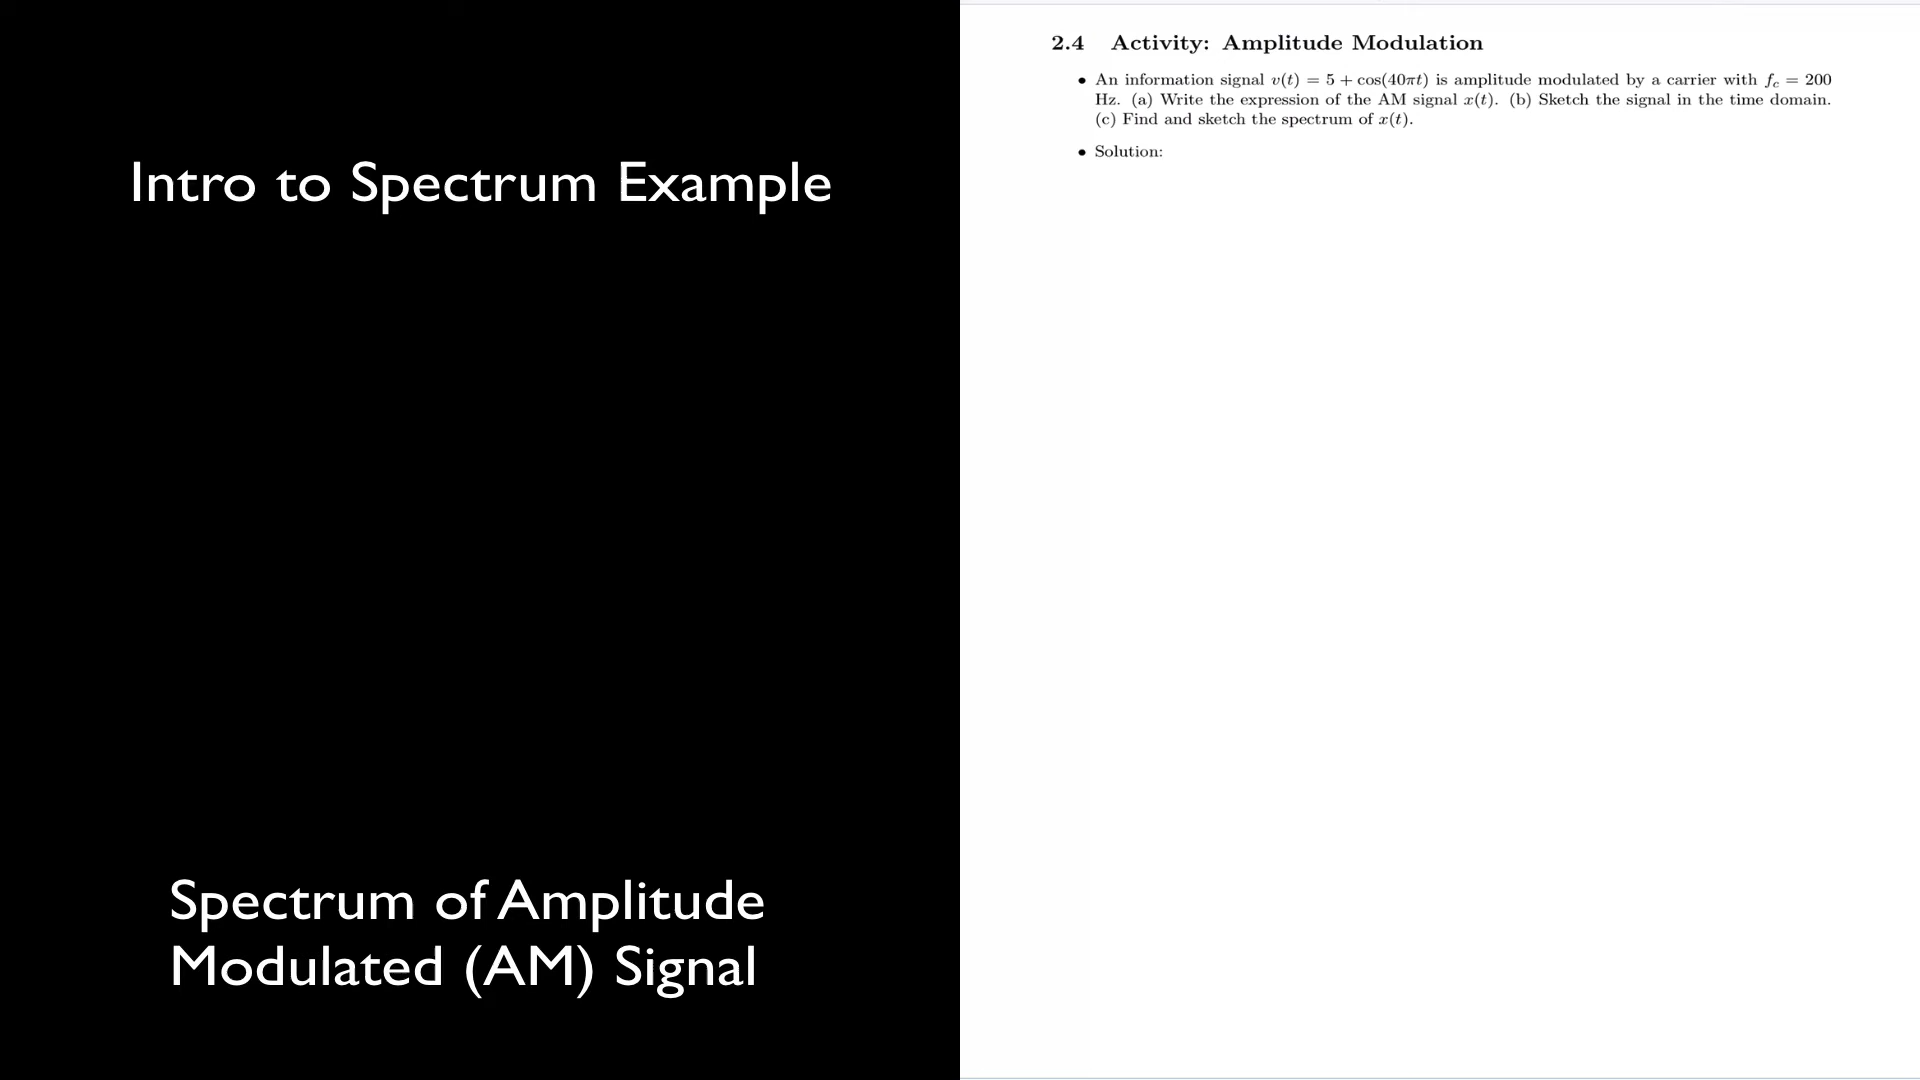 Intro to Spectrum Example
Spectrum of Amplitude
Modulated (AM) Signal
2.4 Activity: Amplitude Modulation
• An information signal v(t) = 5 + cos(40πt) is amplitude modulated by a carrier with f_c = 200
Hz. (a) Write the expression of the AM signal x(t). (b) Sketch the signal in the time domain.
(c) Find and sketch the spectrum of x(t).
• Solution: